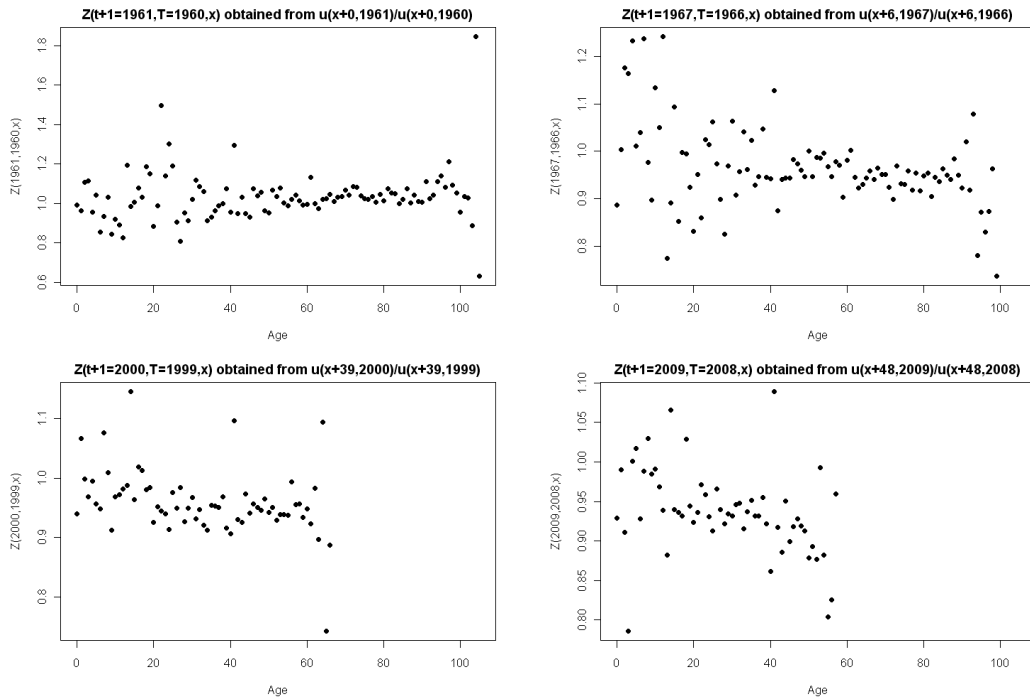 Z(t+1=1961,T=1960,x) obtained from u(x+0,1961)/u(x+0,1960)
Z(1961,1960,x)
1.8
1.6
1.4
1.2
1.0
0.8
0.6
0 20 40 60 80 100
Age
Z(t+1=1967,T=1966,x) obtained from u(x+6,1967)/u(x+6,1966)
Z(1967,1966,x)
1.2
1.1
1.0
0.9
0.8
0 20 40 60 80 100
Age
Z(t+1=2000,T=1999,x) obtained from u(x+39,2000)/u(x+39,1999)
Z(2000,1999,x)
1.1
1.0
0.9
0.8
0 20 40 60 80 100
Age
Z(t+1=2009,T=2008,x) obtained from u(x+48,2009)/u(x+48,2008)
Z(2009,2008,x)
1.10
1.05
1.00
0.95
0.90
0.85
0.80
0 20 40 60 80 100
Age